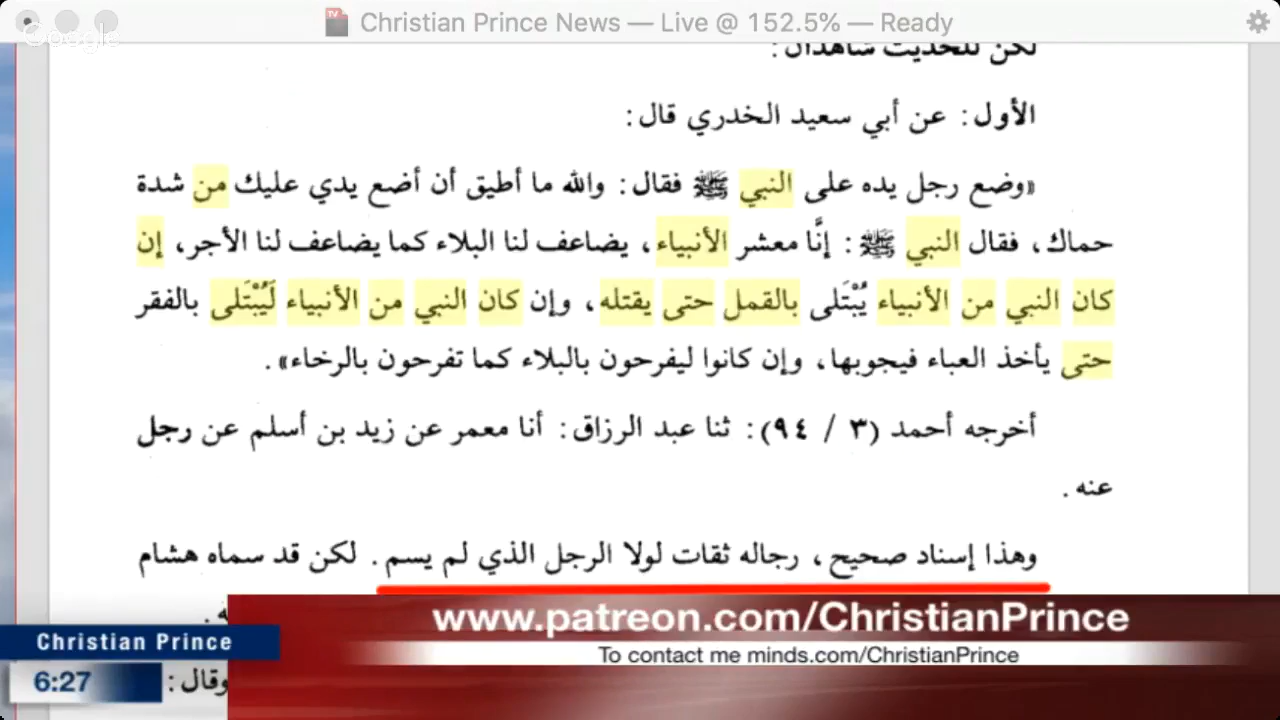 Christian Prince News — Live @ 152.5% — Ready
Google
لكن للحديث شاهدان:
الأول: عن أبي سعيد الخدري قال:
«وضع رجل يده على النبي ﷺ فقال: والله ما أطيق أن أضع يدي عليك من شدة
حماك، فقال النبي ﷺ: إنَّا معشر الأنبياء، يضاعف لنا البلاء كما يضاعف لنا الأجر، إن
كان النبي من الأنبياء يُبْتَلى بالقمل حتى يقتله، وإن كان النبي من الأنبياء لَيُبْتَلى بالفقر
حتى يأخذ العباء فيجوبها، وإن كانوا ليفرحون بالبلاء كما تفرحون بالرخاء».
أخرجه أحمد (٣ / ٩٤): ثنا عبد الرزاق: أنا معمر عن زيد بن أسلم عن رجل
عنه.
وهذا إسناد صحيح، رجاله ثقات لولا الرجل الذي لم يسم. لكن قد سماه هشام
www.patreon.com/ChristianPrince
Christian Prince
To contact me minds.com/ChristianPrince
6:27
وقال: